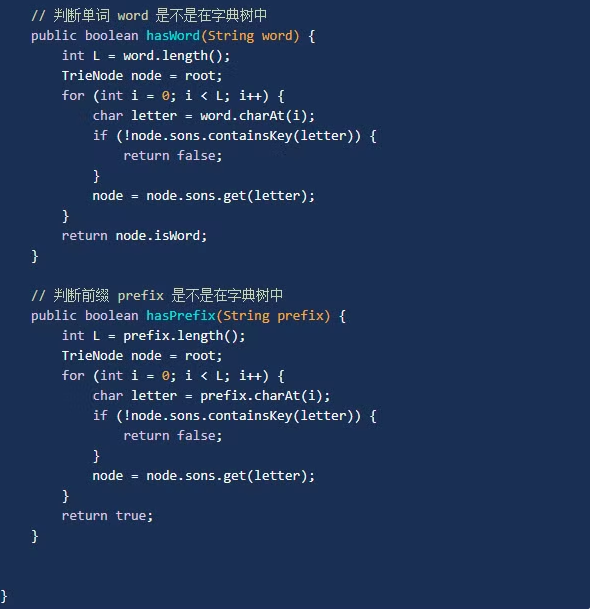 // 判断单词 word 是不是在字典树中
public boolean hasWord(String word) {
int L = word.length();
TrieNode node = root;
for (int i = 0; i < L; i++) {
char letter = word.charAt(i);
if (!node.sons.containsKey(letter)) {
return false;
}
node = node.sons.get(letter);
}
return node.isWord;
}
// 判断前缀 prefix 是不是在字典树中
public boolean hasPrefix(String prefix) {
int L = prefix.length();
TrieNode node = root;
for (int i = 0; i < L; i++) {
char letter = prefix.charAt(i);
if (!node.sons.containsKey(letter)) {
return false;
}
node = node.sons.get(letter);
}
return true;
}
}